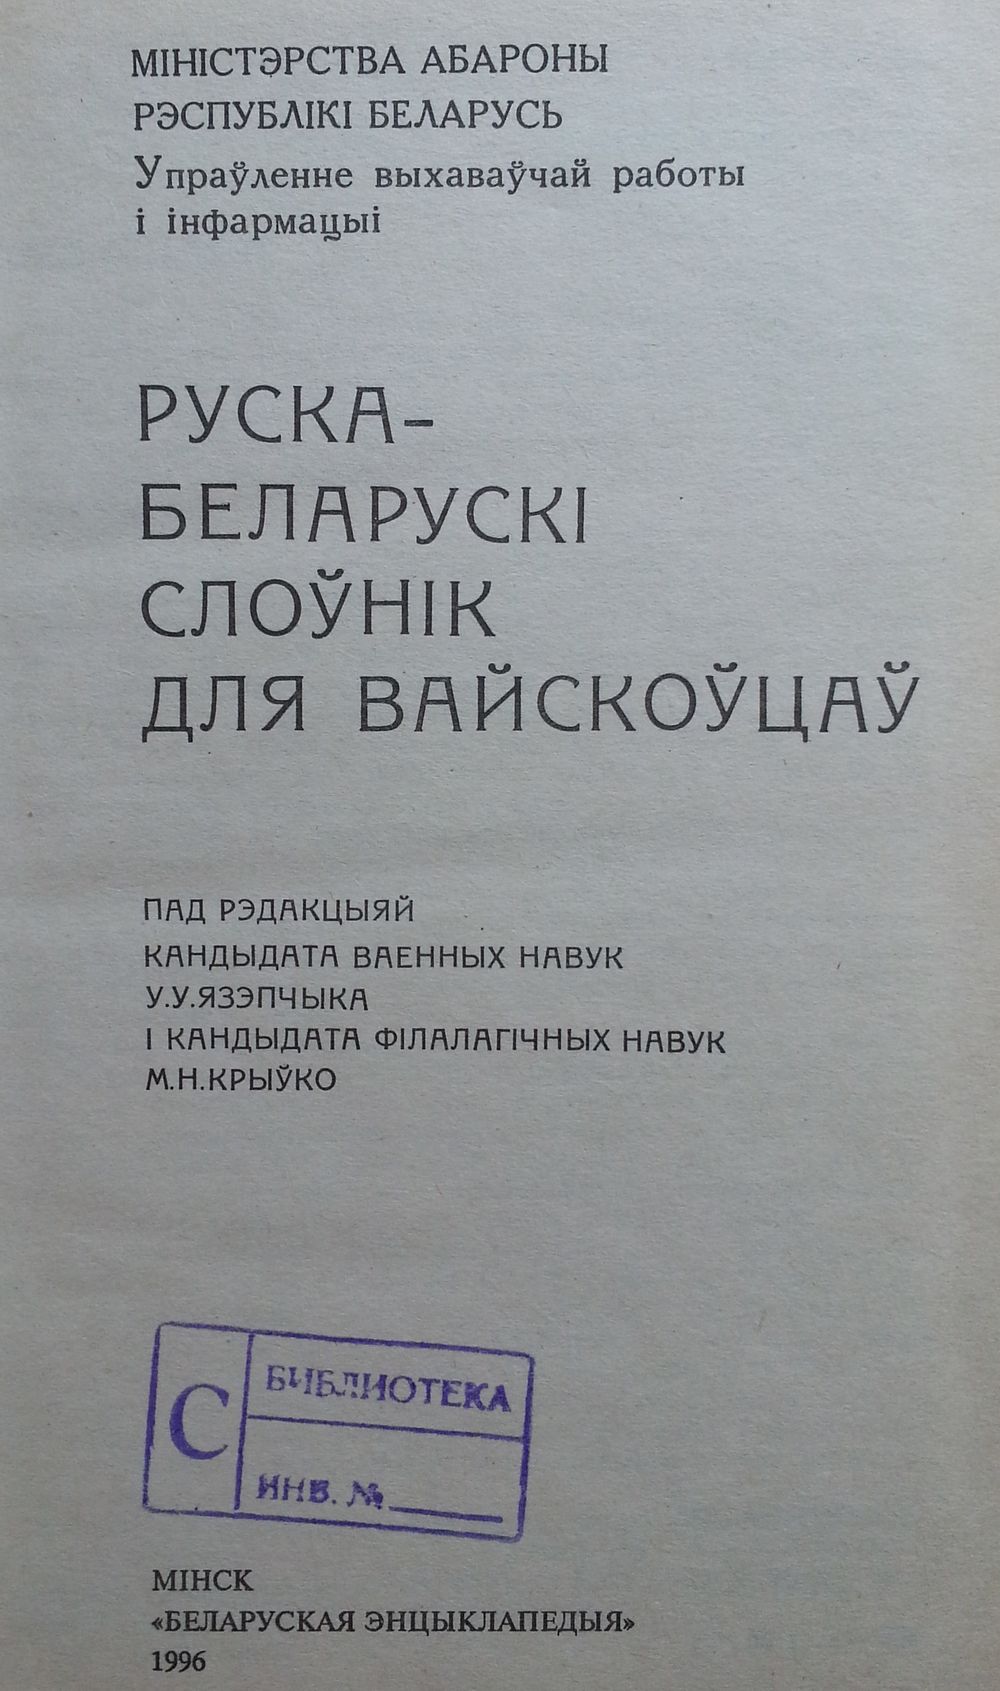 МІНІСТЭРСТВА АБАРОНЫ
РЭСПУБЛІКІ БЕЛАРУСЬ
Упраўленне выхаваўчай работы
і інфармацыі
РУСКА-
БЕЛАРУСКІ
СЛОЎНІК
ДЛЯ ВАЙСКОЎЦАЎ
ПАД РЭДАКЦЫЯЙ
КАНДЫДАТА ВАЕННЫХ НАВУК
У.У.ЯЗЭПЧЫКА
І КАНДЫДАТА ФІЛАЛАГІЧНЫХ НАВУК
М.Н.КРЫЎКО
С
БИБЛИОТЕКА
ИНВ. №
МІНСК
«БЕЛАРУСКАЯ ЭНЦЫКЛАПЕДЫЯ»
1996